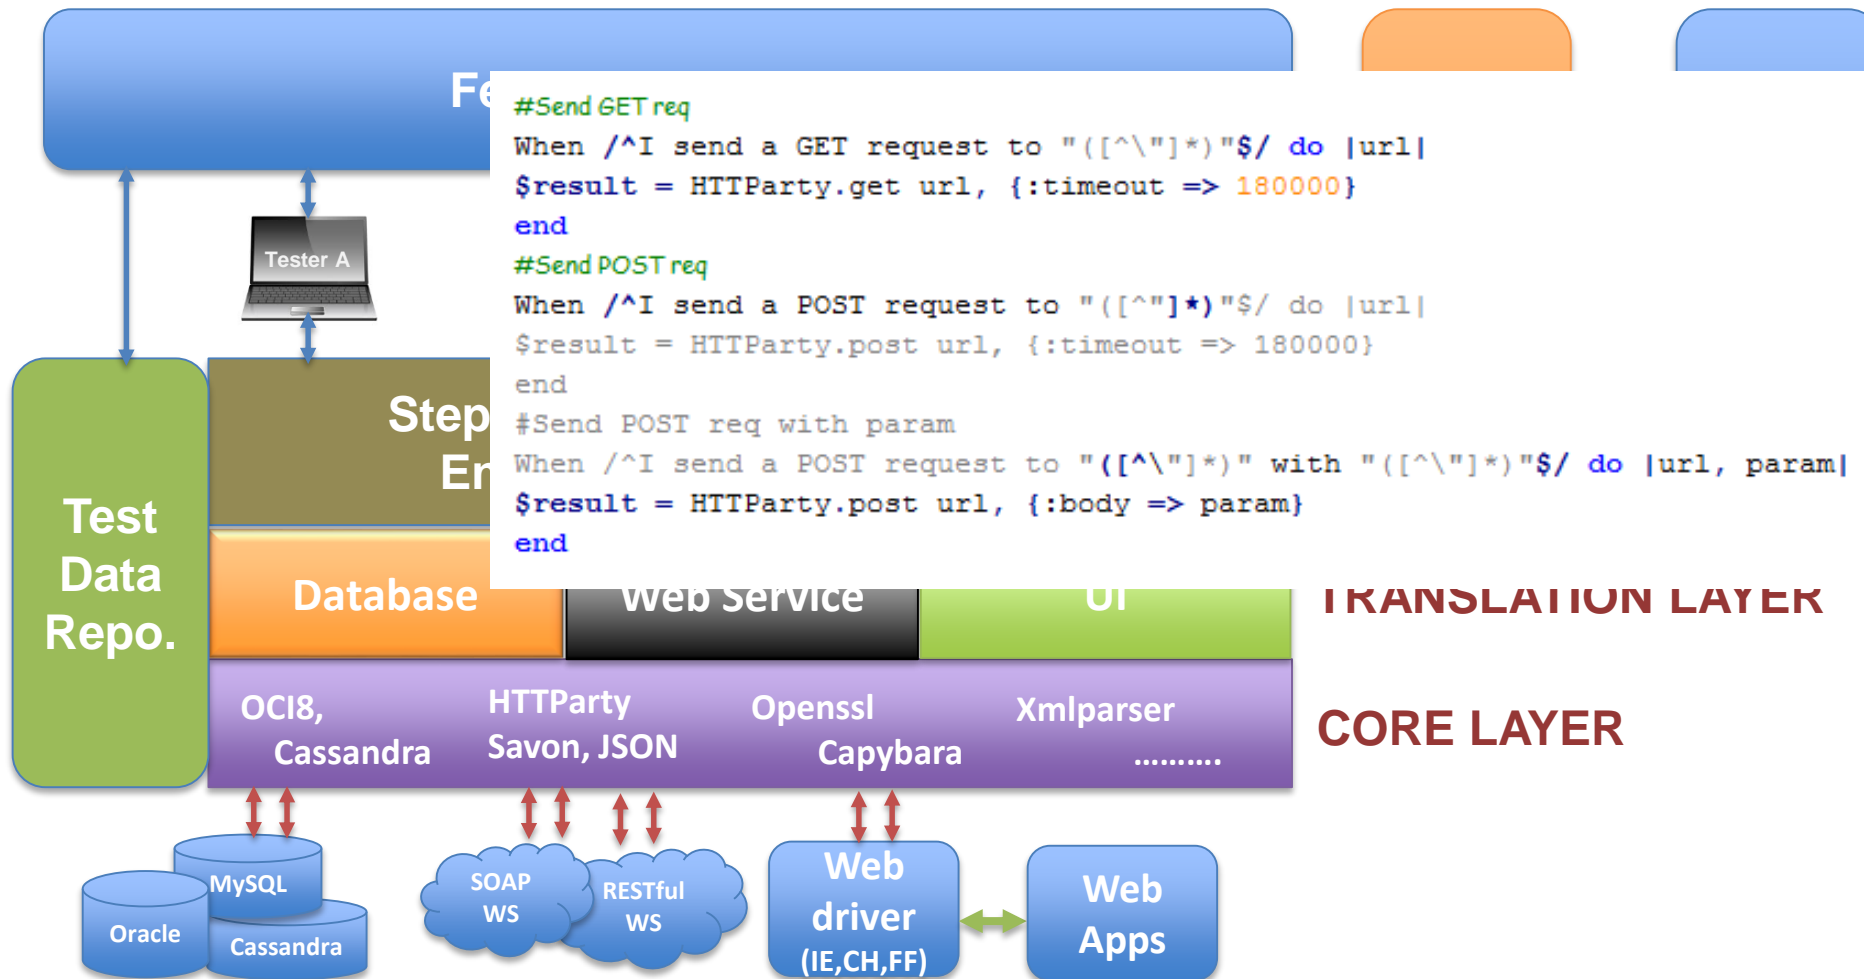 #Send GET req
When /^I send a GET request to "([^\"]*)"$/ do |url|
$result = HTTParty.get url, {:timeout => 180000}
end
#Send POST req
When /^I send a POST request to "([^"]*)"$/ do |url|
$result = HTTParty.post url, {:timeout => 180000}
end
#Send POST req with param
When /^I send a POST request to "([^\"]*)" with "([^\"]*)"$/ do |url, param|
$result = HTTParty.post url, {:body => param}
end
Tester A
Step
Test
Data
Repo.
Database
Web Service
UI
TRANSLATION LAYER
OCI8,
Cassandra
HTTParty
Savon, JSON
Openssl
Capybara
Xmlparser
..........
CORE LAYER
MySQL
Oracle
Cassandra
SOAP
WS
RESTful
WS
Web
driver
(IE,CH,FF)
Web
Apps